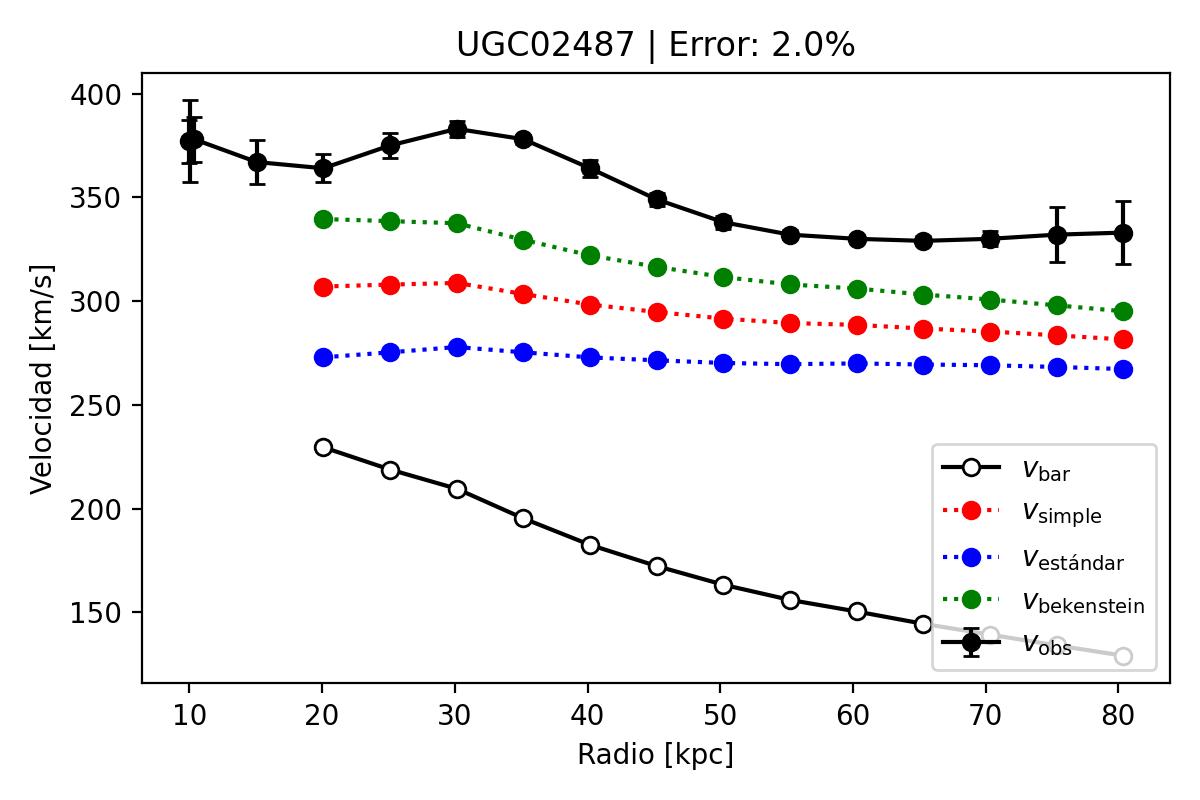 UGC02487 | Error: 2.0%
Velocidad [km/s]
400
350
300
250
200
150
v_bar
v_simple
v_estándar
v_bekenstein
v_obs
10 20 30 40 50 60 70 80
Radio [kpc]